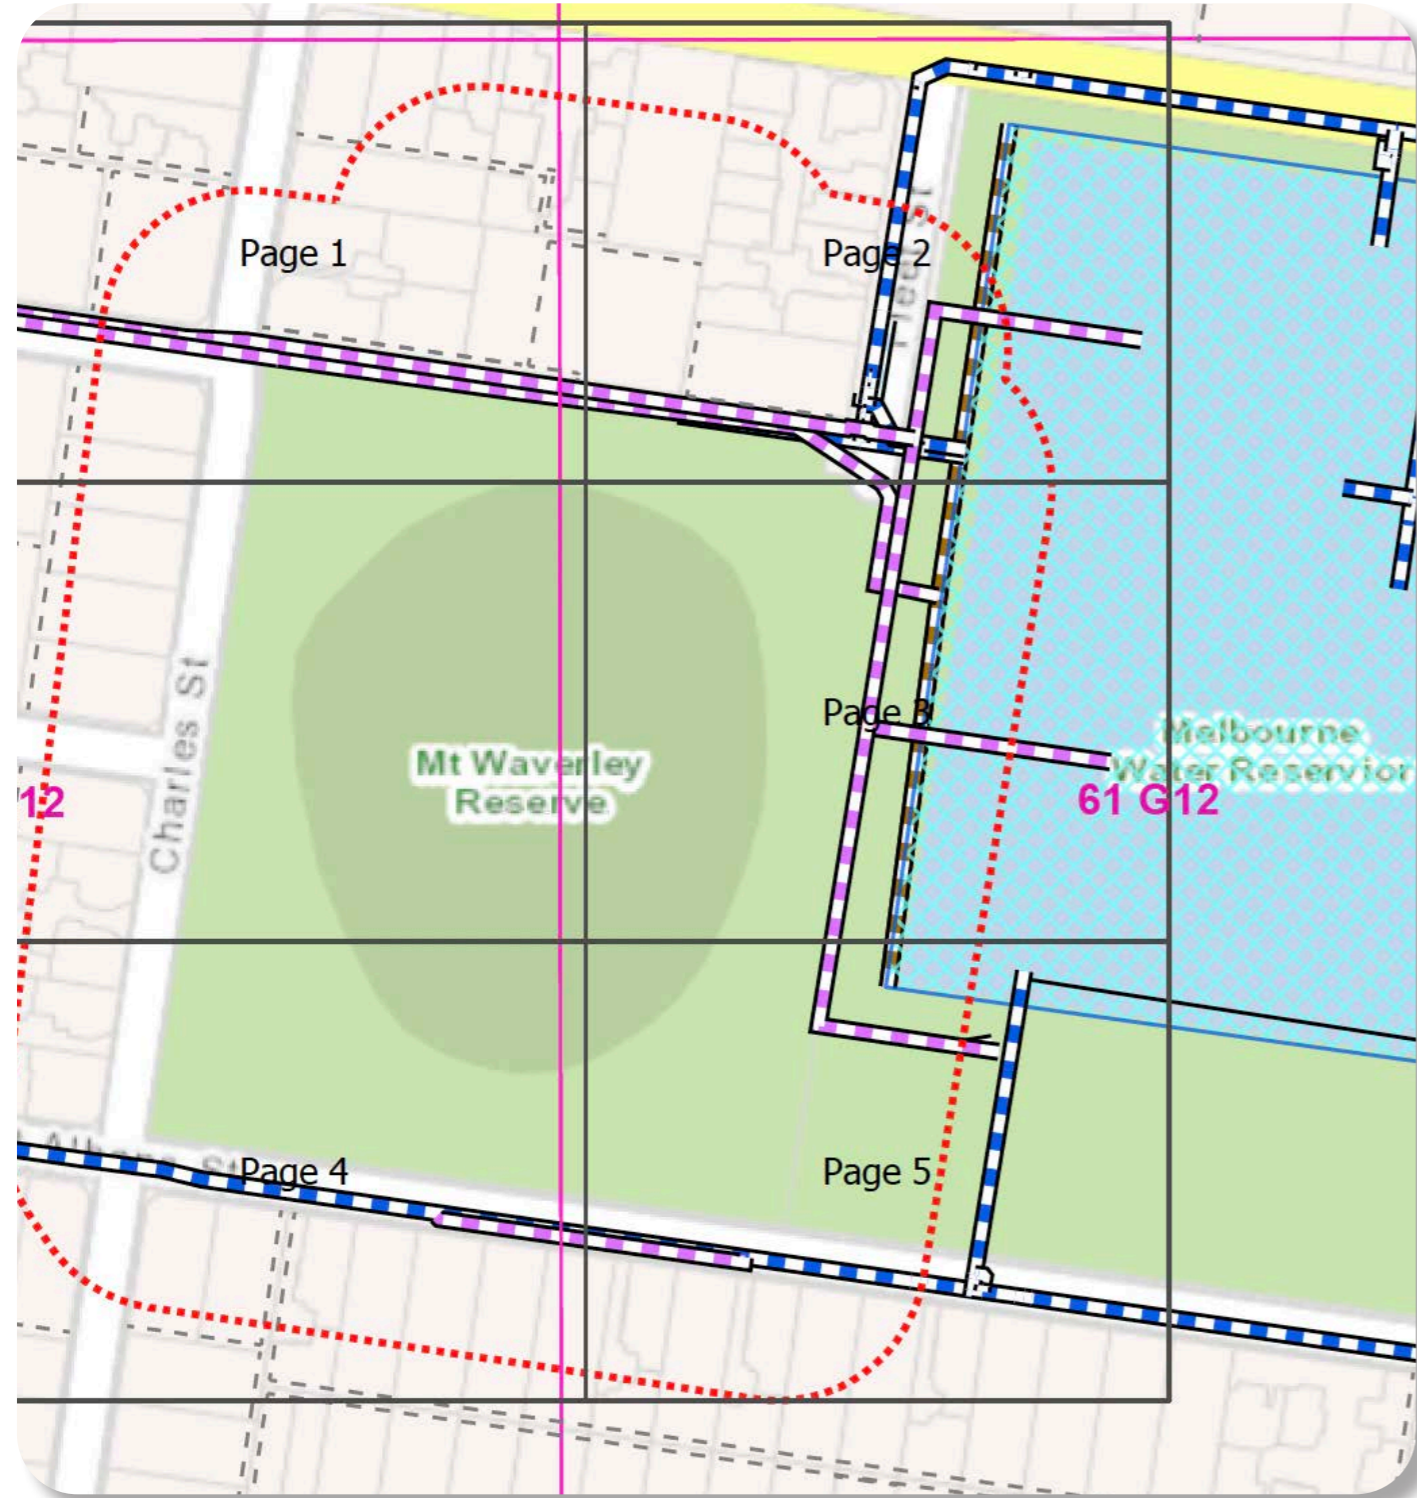 Page 1
Page 2
Mt Waverley
Reserve
Page 3
Melbourne
Water Reservior
12
61 G12
Charles St
Page 4
Page 5